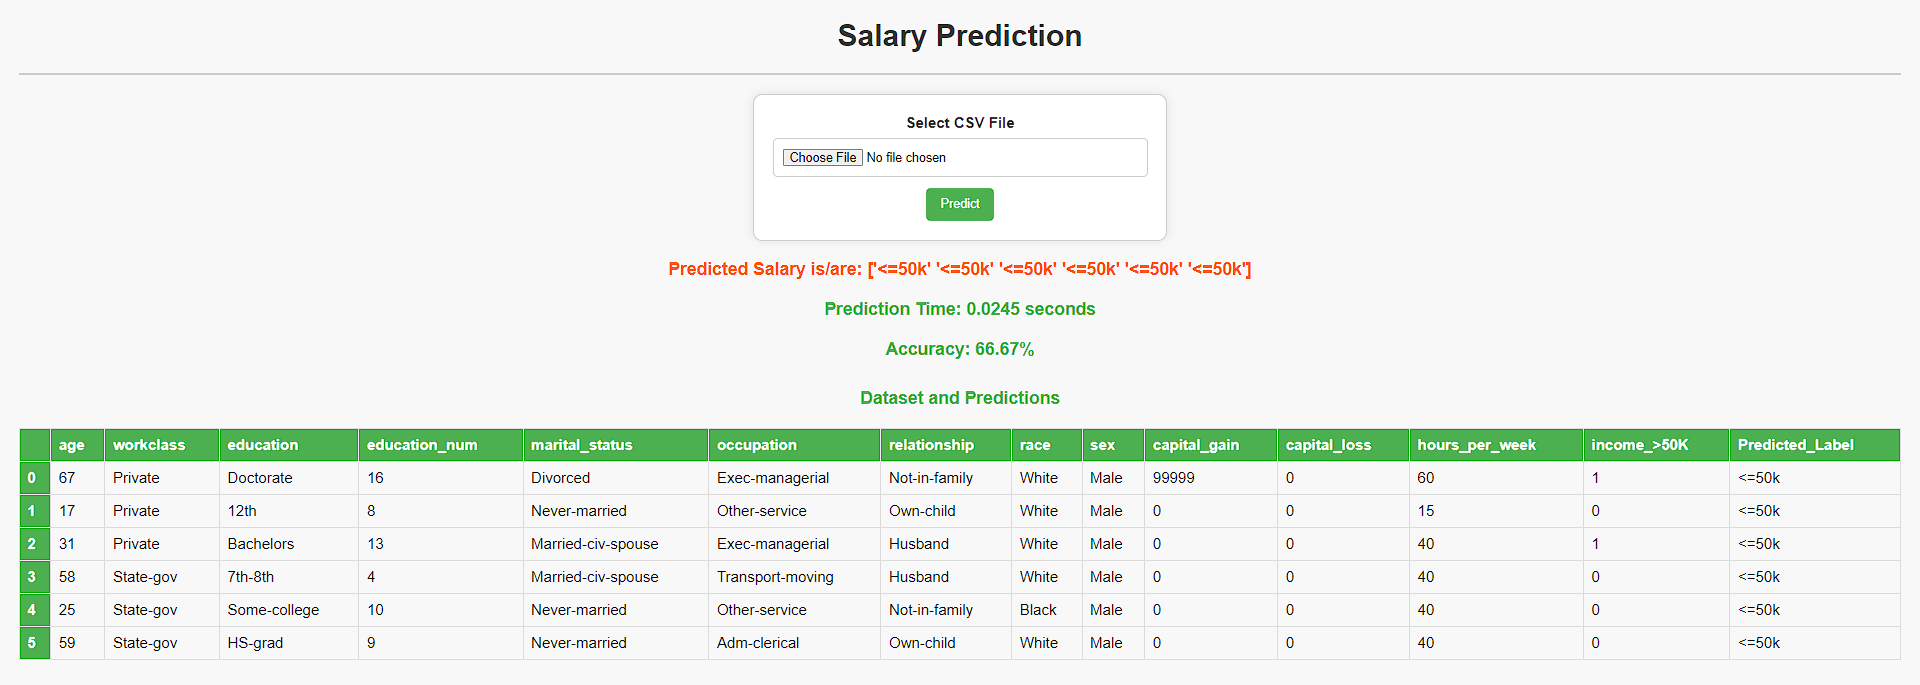 Salary Prediction
Select CSV File
Choose File No file chosen
Predict
Predicted Salary is/are: ['<=50k' '<=50k' '<=50k' '<=50k' '<=50k' '<=50k']
Prediction Time: 0.0245 seconds
Accuracy: 66.67%
Dataset and Predictions
age workclass education education_num marital_status occupation relationship race sex capital_gain capital_loss hours_per_week income_>50K Predicted_Label
0 67 Private Doctorate 16 Divorced Exec-managerial Not-in-family White Male 99999 0 60 1 <=50k
1 17 Private 12th 8 Never-married Other-service Own-child White Male 0 0 15 0 <=50k
2 31 Private Bachelors 13 Married-civ-spouse Exec-managerial Husband White Male 0 0 40 1 <=50k
3 58 State-gov 7th-8th 4 Married-civ-spouse Transport-moving Husband White Male 0 0 40 0 <=50k
4 25 State-gov Some-college 10 Never-married Other-service Not-in-family Black Male 0 0 40 0 <=50k
5 59 State-gov HS-grad 9 Never-married Adm-clerical Own-child White Male 0 0 40 0 <=50k